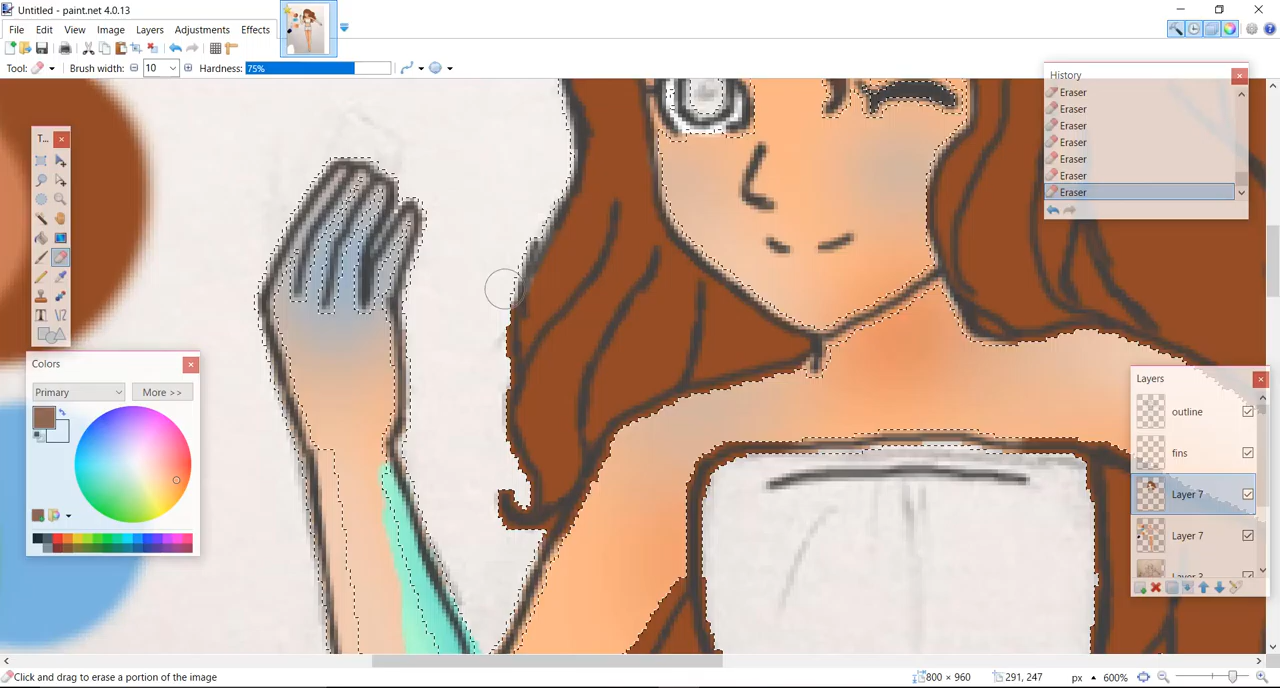 Untitled - paint.net 4.0.13
File Edit View Image Layers Adjustments Effects
Tool: Brush width: 10 Hardness: 75%
History
Eraser
Eraser
Eraser
Eraser
Eraser
Eraser
Eraser
T...
Colors
Primary More >>
Layers
outline
fins
Layer 7
Layer 7
Layer 3
Click and drag to erase a portion of the image
800 × 960
291, 247
px
600%